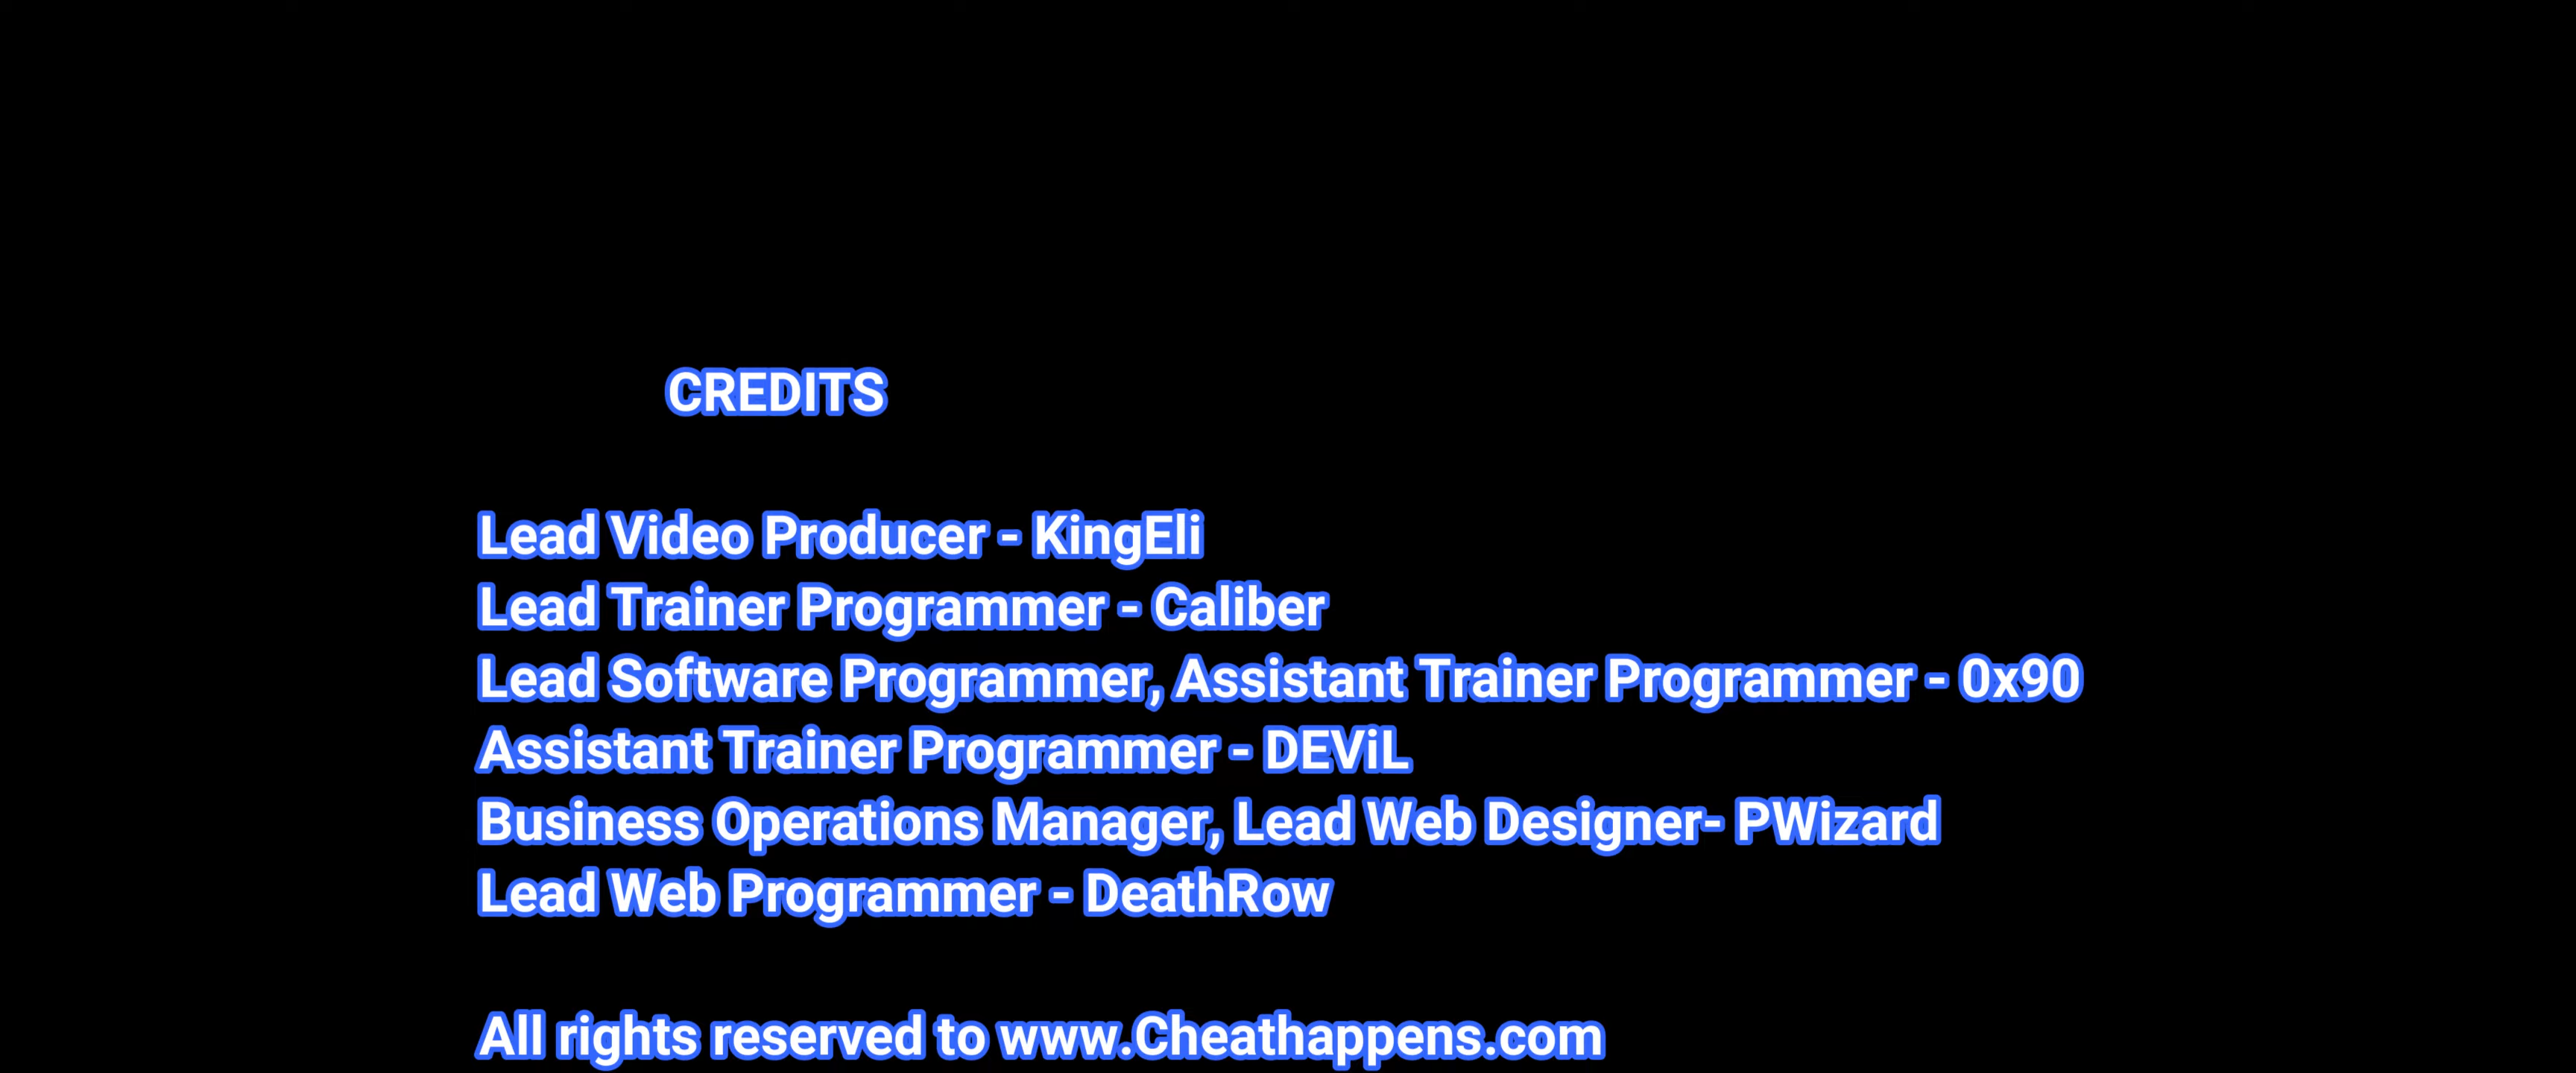 CREDITS
Lead Video Producer - KingEli
Lead Trainer Programmer - Caliber
Lead Software Programmer, Assistant Trainer Programmer - 0x90
Assistant Trainer Programmer - DEViL
Business Operations Manager, Lead Web Designer- PWizard
Lead Web Programmer - DeathRow
All rights reserved to www.Cheathappens.com